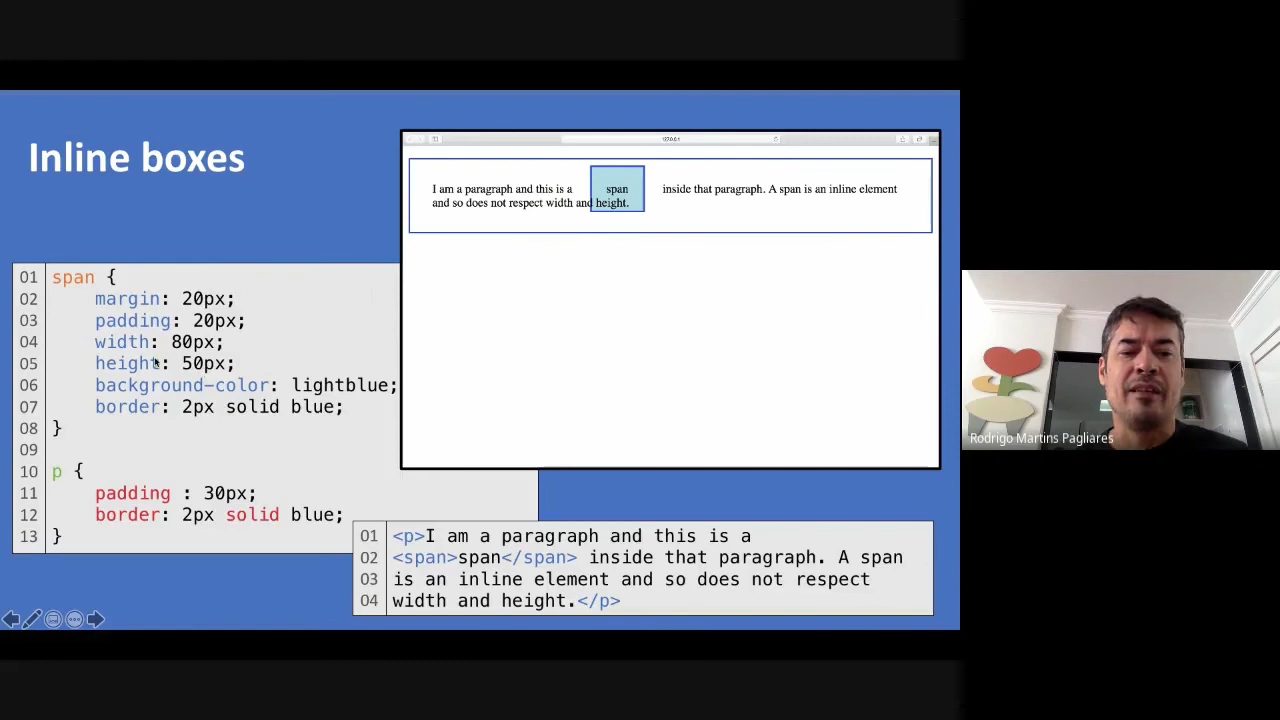 Inline boxes
127.0.0.1
I am a paragraph and this is a span inside that paragraph. A span is an inline element
and so does not respect width and height.
01 span {
02 margin: 20px;
03 padding: 20px;
04 width: 80px;
05 height: 50px;
06 background-color: lightblue;
07 border: 2px solid blue;
08 }
09
10 p {
11 padding : 30px;
12 border: 2px solid blue;
13 }
01 <p>I am a paragraph and this is a
02 <span>span</span> inside that paragraph. A span
03 is an inline element and so does not respect
04 width and height.</p>
Rodrigo Martins Pagliares